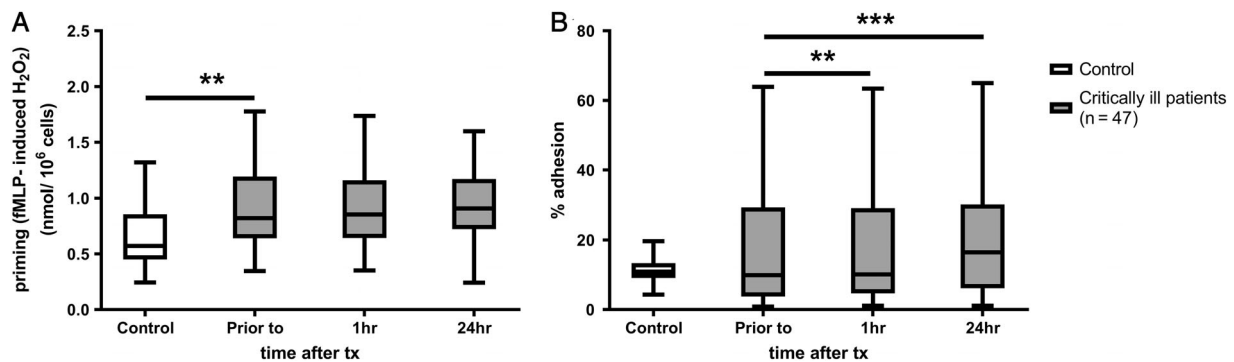 A
priming (fMLP- induced H₂O₂)
(nmol/ 10⁶ cells)
2.5
2.0
1.5
1.0
0.5
0.0
**
Control
Prior to
1hr
24hr
time after tx
B
% adhesion
80
60
40
20
0
***
**
Control
Prior to
1hr
24hr
time after tx
Control
Critically ill patients
(n = 47)